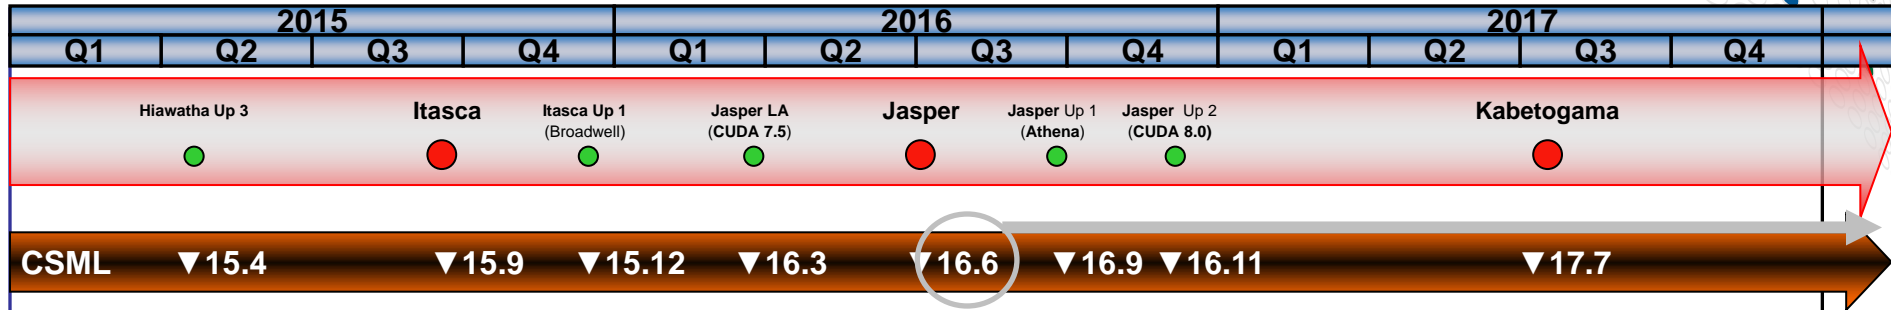 2015 2016 2017
Q1 Q2 Q3 Q4 Q1 Q2 Q3 Q4 Q1 Q2 Q3 Q4
Hiawatha Up 3
Itasca
Itasca Up 1
(Broadwell)
Jasper LA
(CUDA 7.5)
Jasper
Jasper Up 1
(Athena)
Jasper Up 2
(CUDA 8.0)
Kabetogama
CSML ▼15.4 ▼15.9 ▼15.12 ▼16.3 ▼16.6 ▼16.9 ▼16.11 ▼17.7